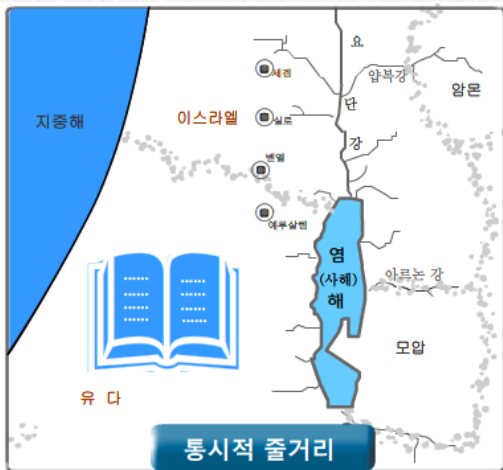 요
세겜
얍복강
암몬
지중해
이스라엘
실로
단
강
벧엘
예루살렘
염
(사해)
해
아르논 강
모압
유 다
통시적 줄거리